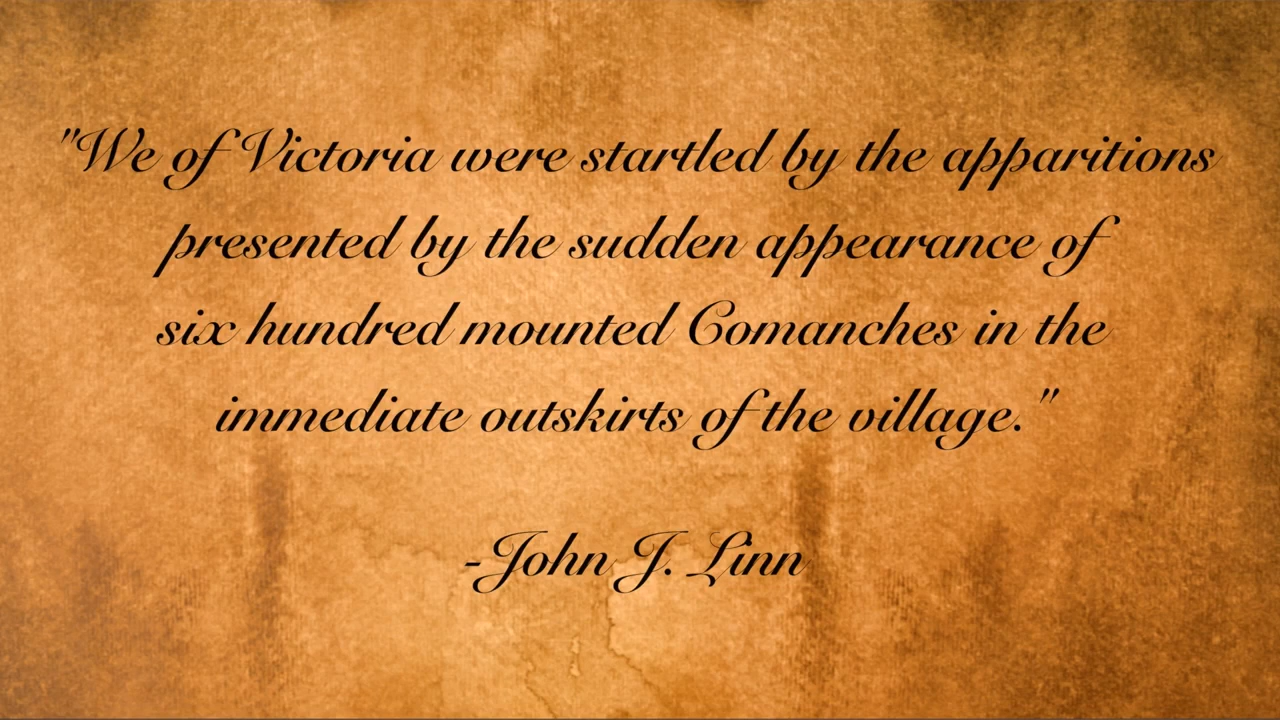 "We of Victoria were startled by the apparitions
presented by the sudden appearance of
six hundred mounted Comanches in the
immediate outskirts of the village."
-John J. Linn